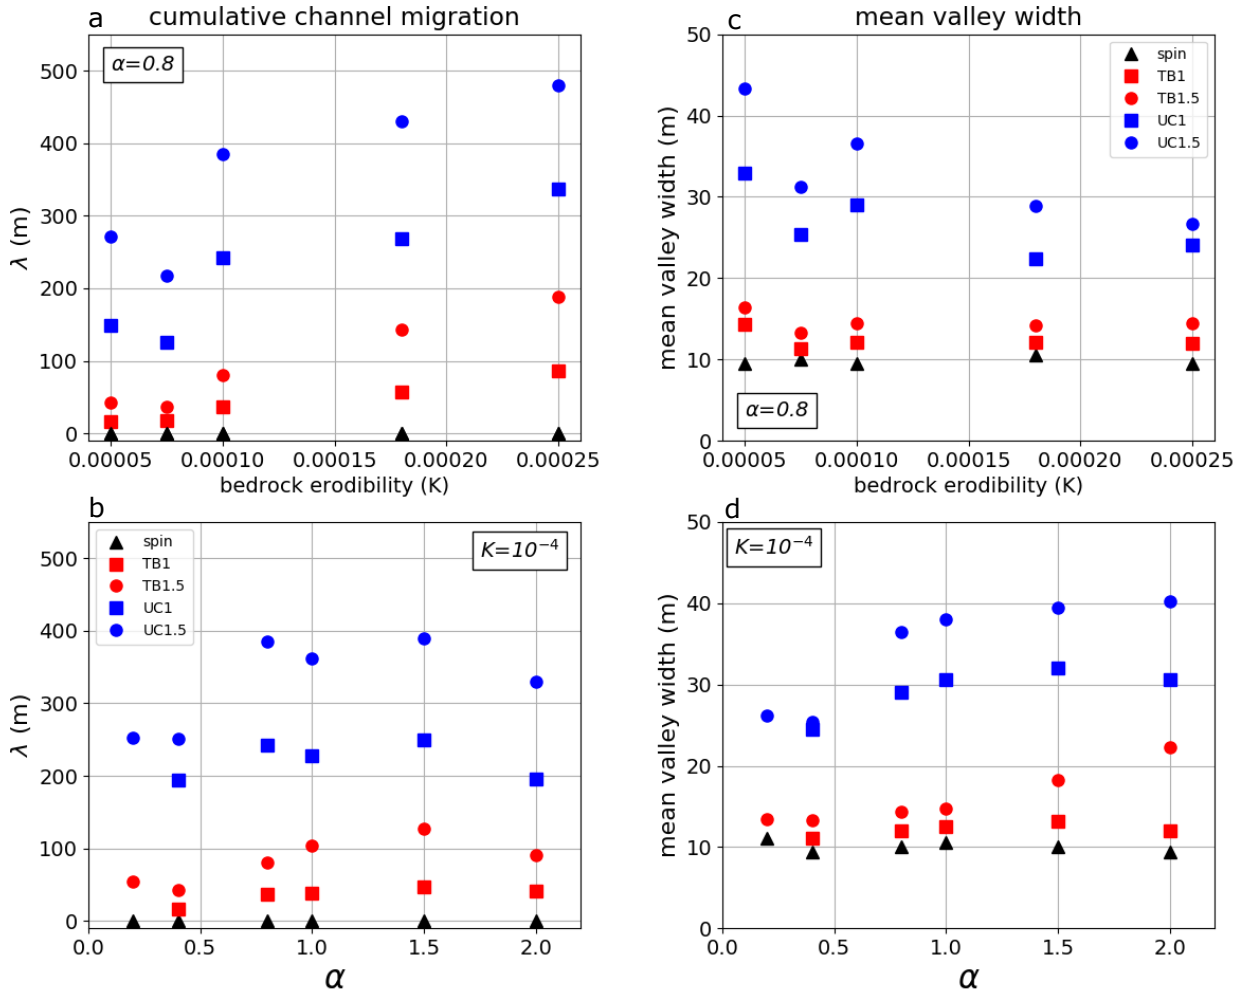 a
cumulative channel migration
α=0.8
500
400
300
200
100
0
λ (m)
0.00005 0.00010 0.00015 0.00020 0.00025
bedrock erodibility (K)
c
mean valley width
50
40
30
20
10
0
mean valley width (m)
spin
TB1
TB1.5
UC1
UC1.5
α=0.8
0.00005 0.00010 0.00015 0.00020 0.00025
bedrock erodibility (K)
b
spin
TB1
TB1.5
UC1
UC1.5
K=10⁻⁴
500
400
300
200
100
0
λ (m)
0.0 0.5 1.0 1.5 2.0
α
d
K=10⁻⁴
50
40
30
20
10
0
mean valley width (m)
0.0 0.5 1.0 1.5 2.0
α